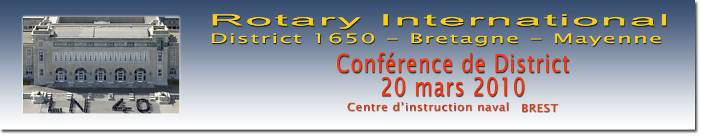 Rotary International
District 1650 – Bretagne – Mayenne
Conférence de District
20 mars 2010
Centre d'instruction naval BREST